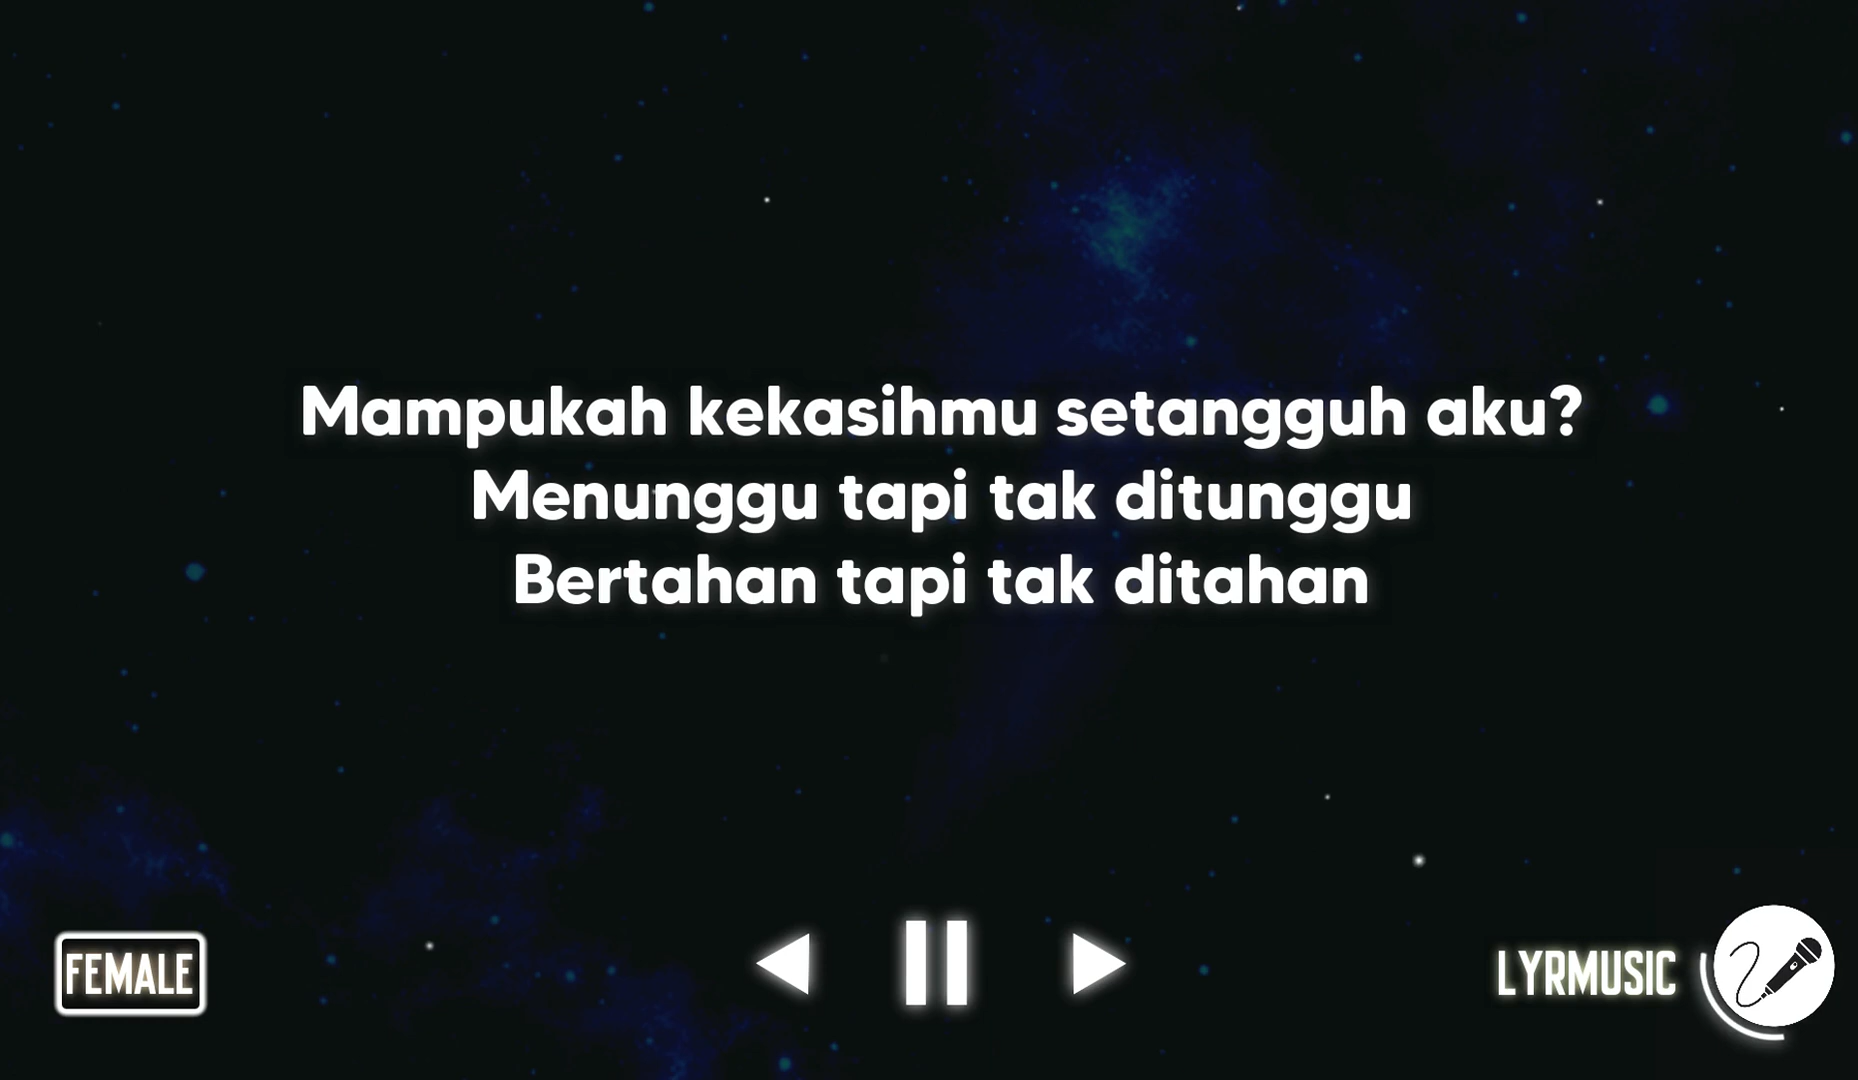 Mampukah kekasihmu setangguh aku?
Menunggu tapi tak ditunggu
Bertahan tapi tak ditahan
FEMALE
LYRMUSIC